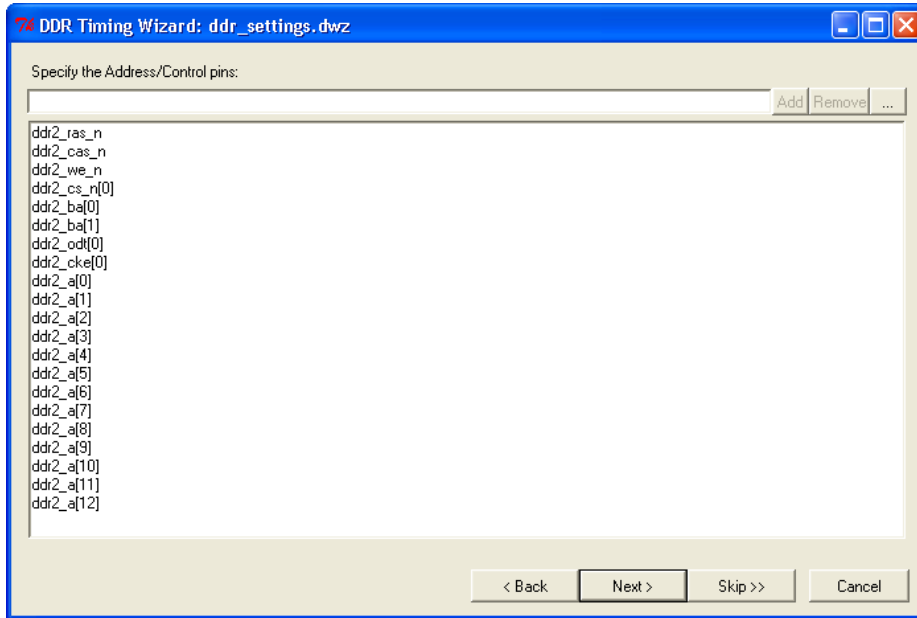 DDR Timing Wizard: ddr_settings.dwz
Specify the Address/Control pins:
Add Remove ...
ddr2_ras_n
ddr2_cas_n
ddr2_we_n
ddr2_cs_n[0]
ddr2_ba[0]
ddr2_ba[1]
ddr2_odt[0]
ddr2_cke[0]
ddr2_a[0]
ddr2_a[1]
ddr2_a[2]
ddr2_a[3]
ddr2_a[4]
ddr2_a[5]
ddr2_a[6]
ddr2_a[7]
ddr2_a[8]
ddr2_a[9]
ddr2_a[10]
ddr2_a[11]
ddr2_a[12]
< Back Next > Skip >> Cancel